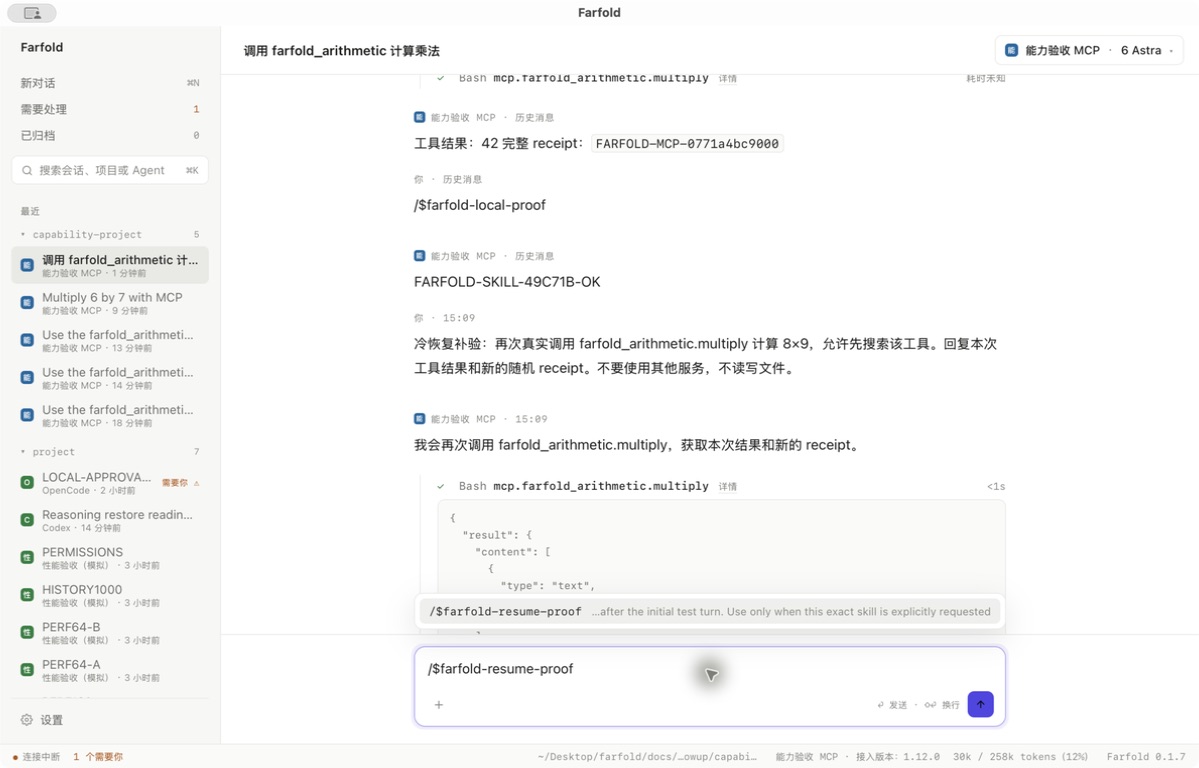 Farfold
Farfold
新对话 ⌘N
需要处理 1
已归档 0
搜索会话、项目或 Agent ⌘K
最近
capability-project 5
调用 farfold_arithmetic 计...
能力验收 MCP · 1 分钟前
Multiply 6 by 7 with MCP
能力验收 MCP · 9 分钟前
Use the farfold_arithmeti...
能力验收 MCP · 13 分钟前
Use the farfold_arithmeti...
能力验收 MCP · 14 分钟前
Use the farfold_arithmeti...
能力验收 MCP · 18 分钟前
project 7
LOCAL-APPROVA... 需要你
OpenCode · 2 小时前
Reasoning restore readin...
Codex · 14 分钟前
PERMISSIONS
性能验收（模拟） · 3 小时前
HISTORY1000
性能验收（模拟） · 3 小时前
PERF64-B
性能验收（模拟） · 3 小时前
PERF64-A
性能验收（模拟） · 3 小时前
设置
调用 farfold_arithmetic 计算乘法
能力验收 MCP · 6 Astra
Bash mcp.farfold_arithmetic.multiply 详情 耗时未知
能力验收 MCP · 历史消息
工具结果：42 完整 receipt： FARFOLD-MCP-0771a4bc9000
你 · 历史消息
/$farfold-local-proof
能力验收 MCP · 历史消息
FARFOLD-SKILL-49C71B-OK
你 · 15:09
冷恢复补验：再次真实调用 farfold_arithmetic.multiply 计算 8×9，允许先搜索该工具。回复本次
工具结果和新的随机 receipt。不要使用其他服务，不读写文件。
能力验收 MCP · 15:09
我会再次调用 farfold_arithmetic.multiply，获取本次结果和新的 receipt。
Bash mcp.farfold_arithmetic.multiply 详情 <1s
{
"result": {
"content": [
{
"type": "text",
/$farfold-resume-proof ...after the initial test turn. Use only when this exact skill is explicitly requested
/$farfold-resume-proof
发送 · 换行
连接中断 1 个需要你 ~/Desktop/farfold/docs/…owup/capabi… 能力验收 MCP · 接入版本：1.12.0 30k / 258k tokens (12%) Farfold 0.1.7